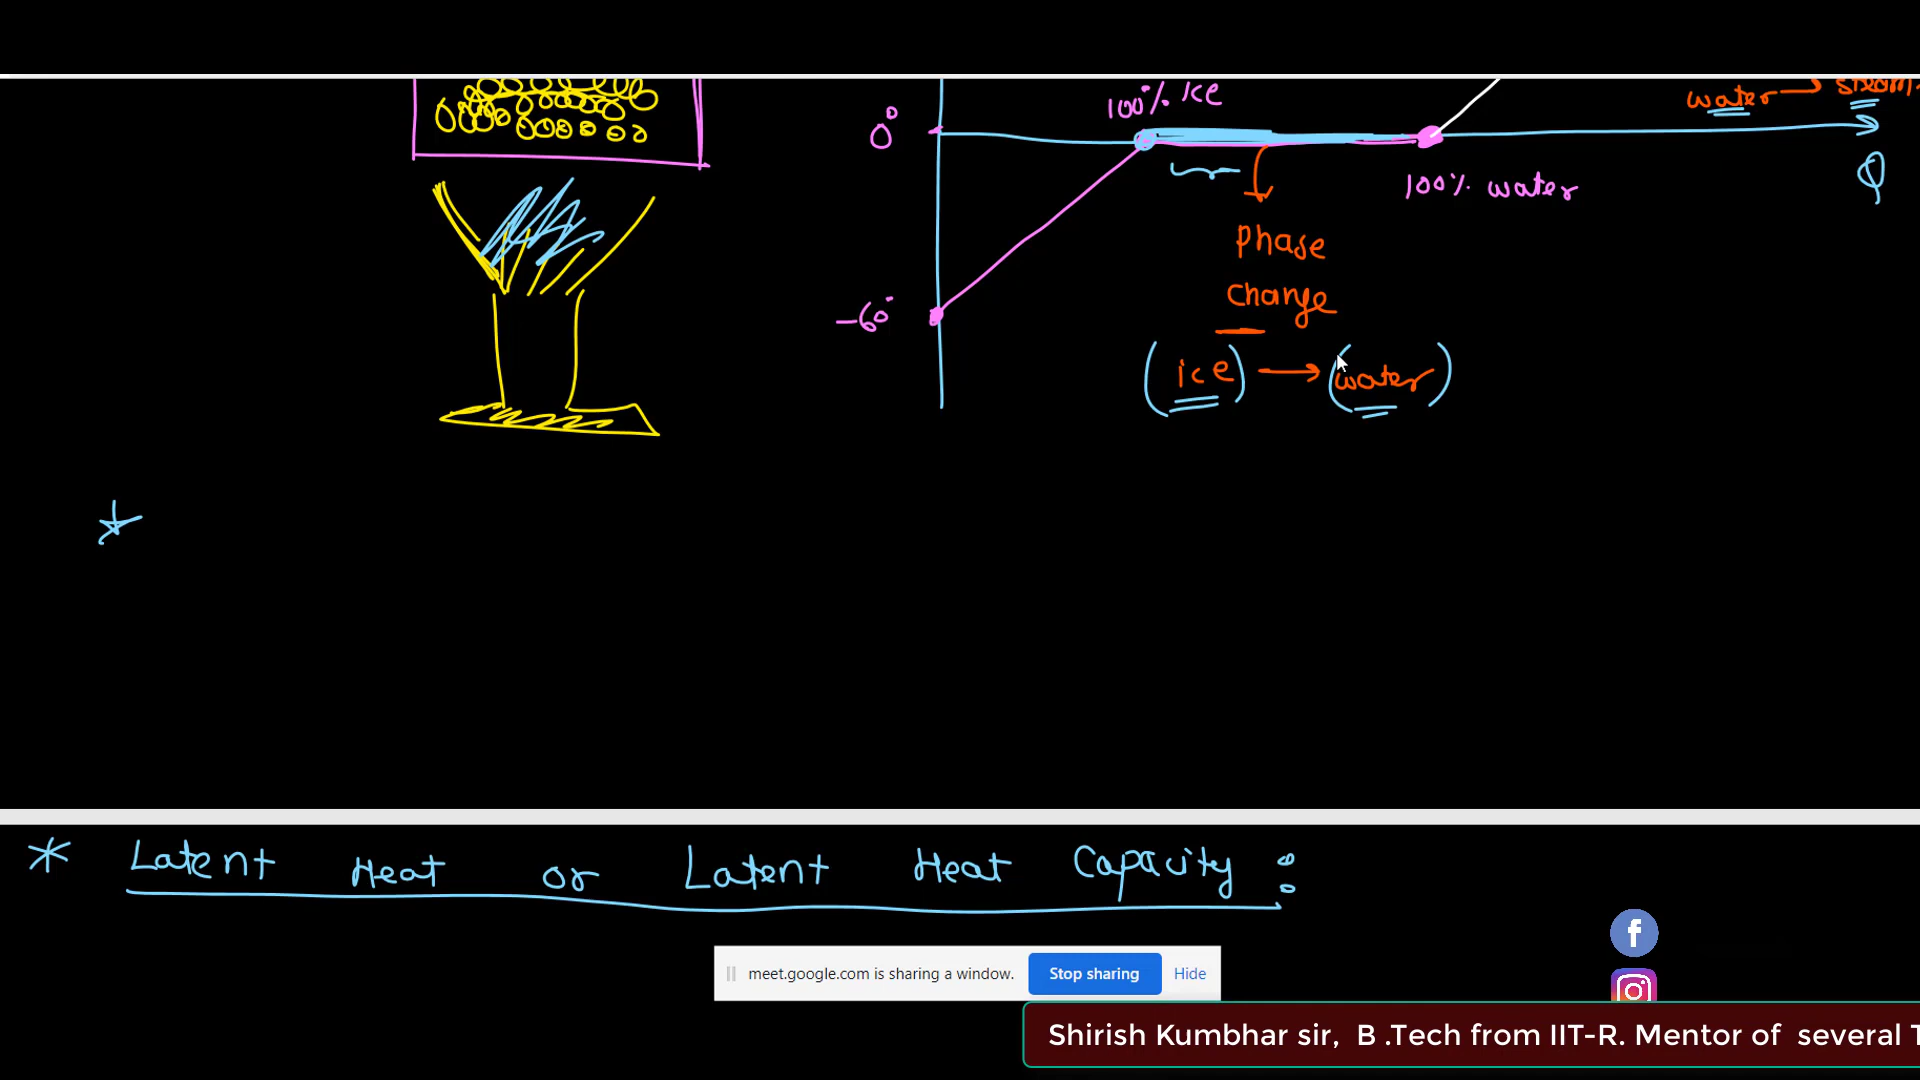 100% ice
water → steam
0°
Q
100% water
Phase
Change
-60°
(ice) → (water)
*
* Latent Heat or Latent Heat Capacity :
meet.google.com is sharing a window. Stop sharing Hide
f
Shirish Kumbhar sir, B .Tech from IIT-R. Mentor of several